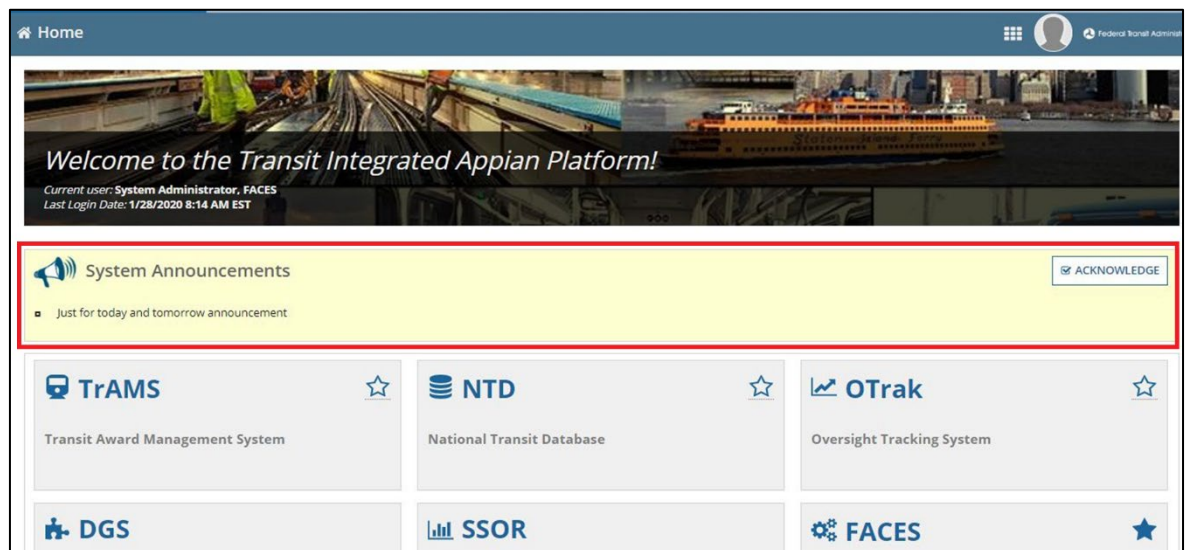 Home
Federal Transit Adminis
Welcome to the Transit Integrated Appian Platform!
Current user: System Administrator, FACES
Last Login Date: 1/28/2020 8:14 AM EST
System Announcements
ACKNOWLEDGE
Just for today and tomorrow announcement
TrAMS
NTD
OTrak
Transit Award Management System
National Transit Database
Oversight Tracking System
DGS
SSOR
FACES